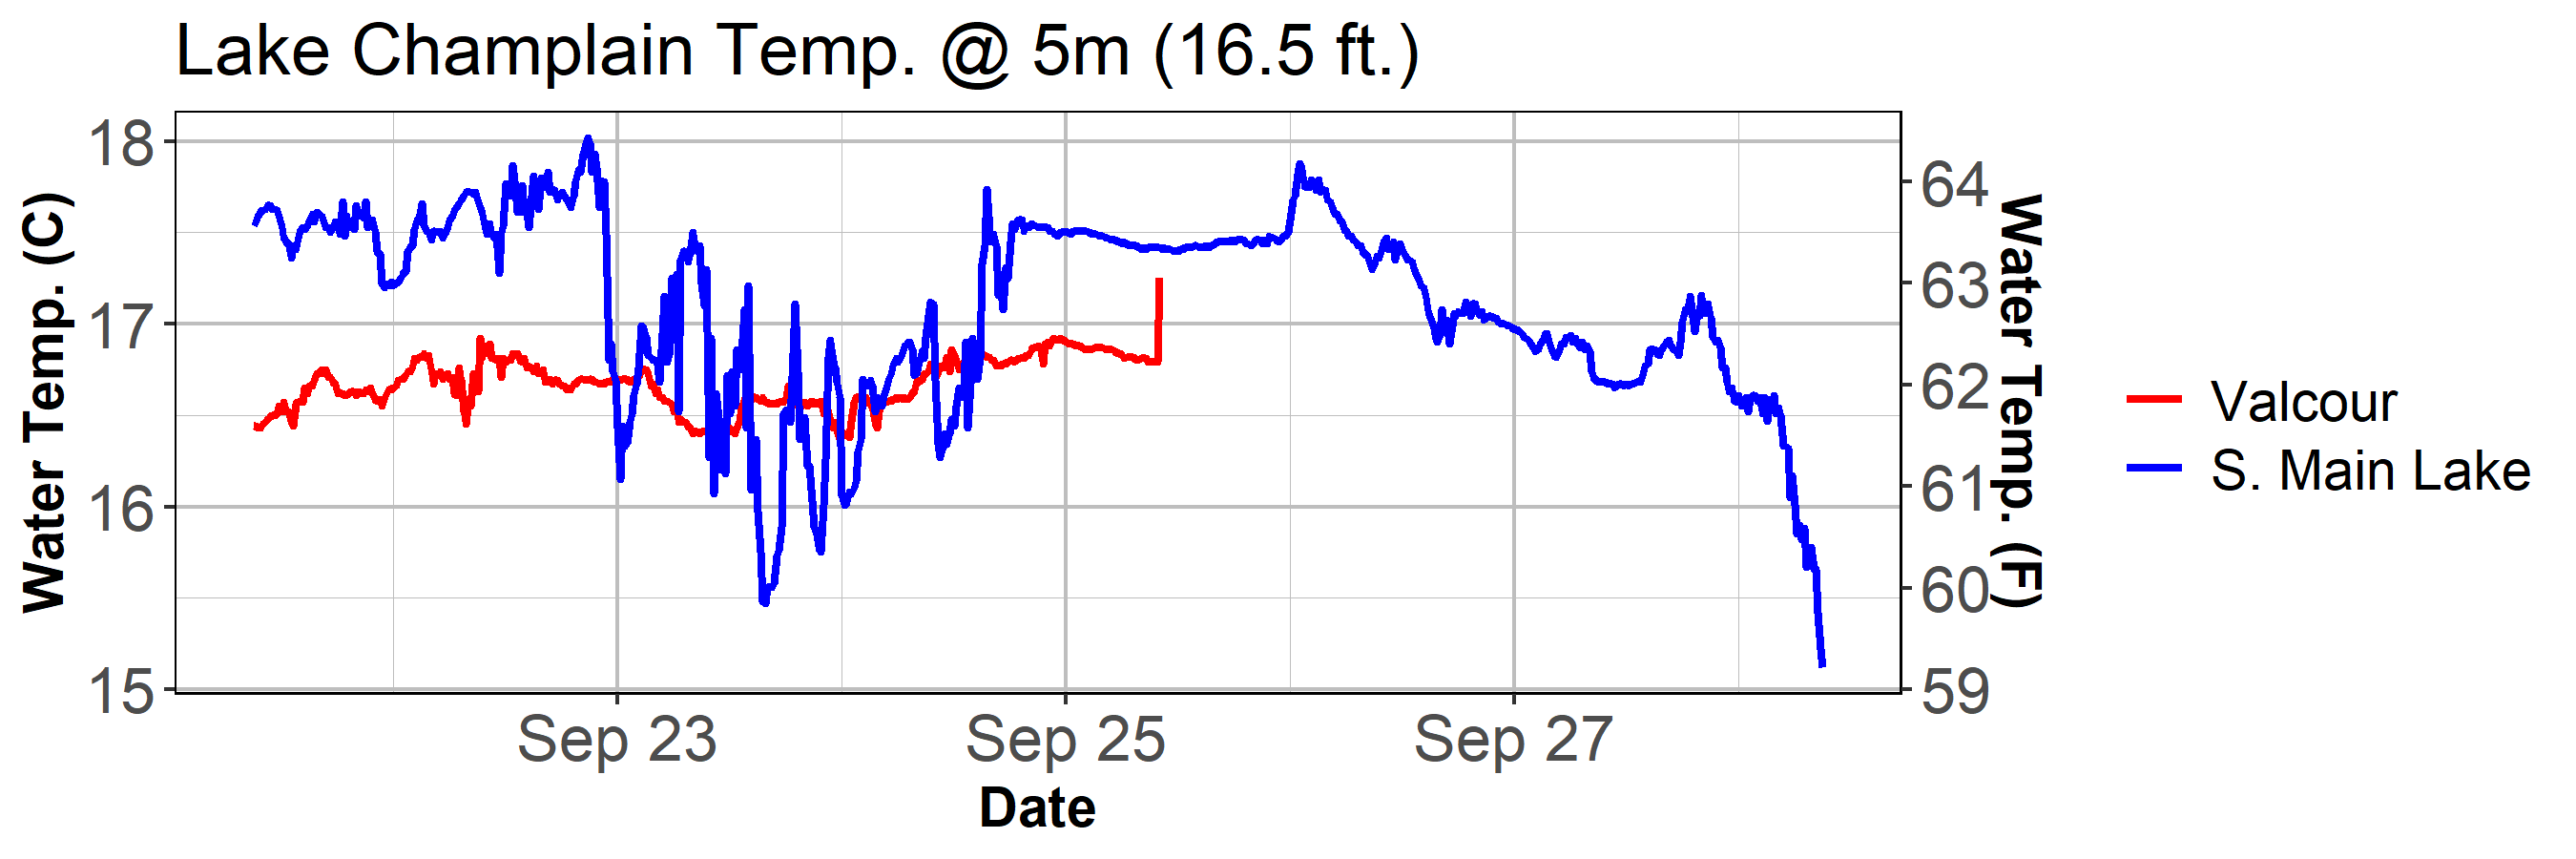 Lake Champlain Temp. @ 5m (16.5 ft.)
Water Temp. (C)
18
17
16
15
64
63
62
61
60
59
Water Temp. (F)
Sep 23
Sep 25
Sep 27
Date
Valcour
S. Main Lake